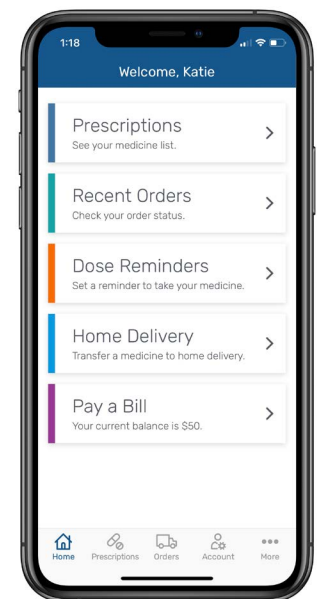 1:18
Welcome, Katie
Prescriptions
See your medicine list.
Recent Orders
Check your order status.
Dose Reminders
Set a reminder to take your medicine.
Home Delivery
Transfer a medicine to home delivery.
Pay a Bill
Your current balance is $50.
Home Prescriptions Orders Account More